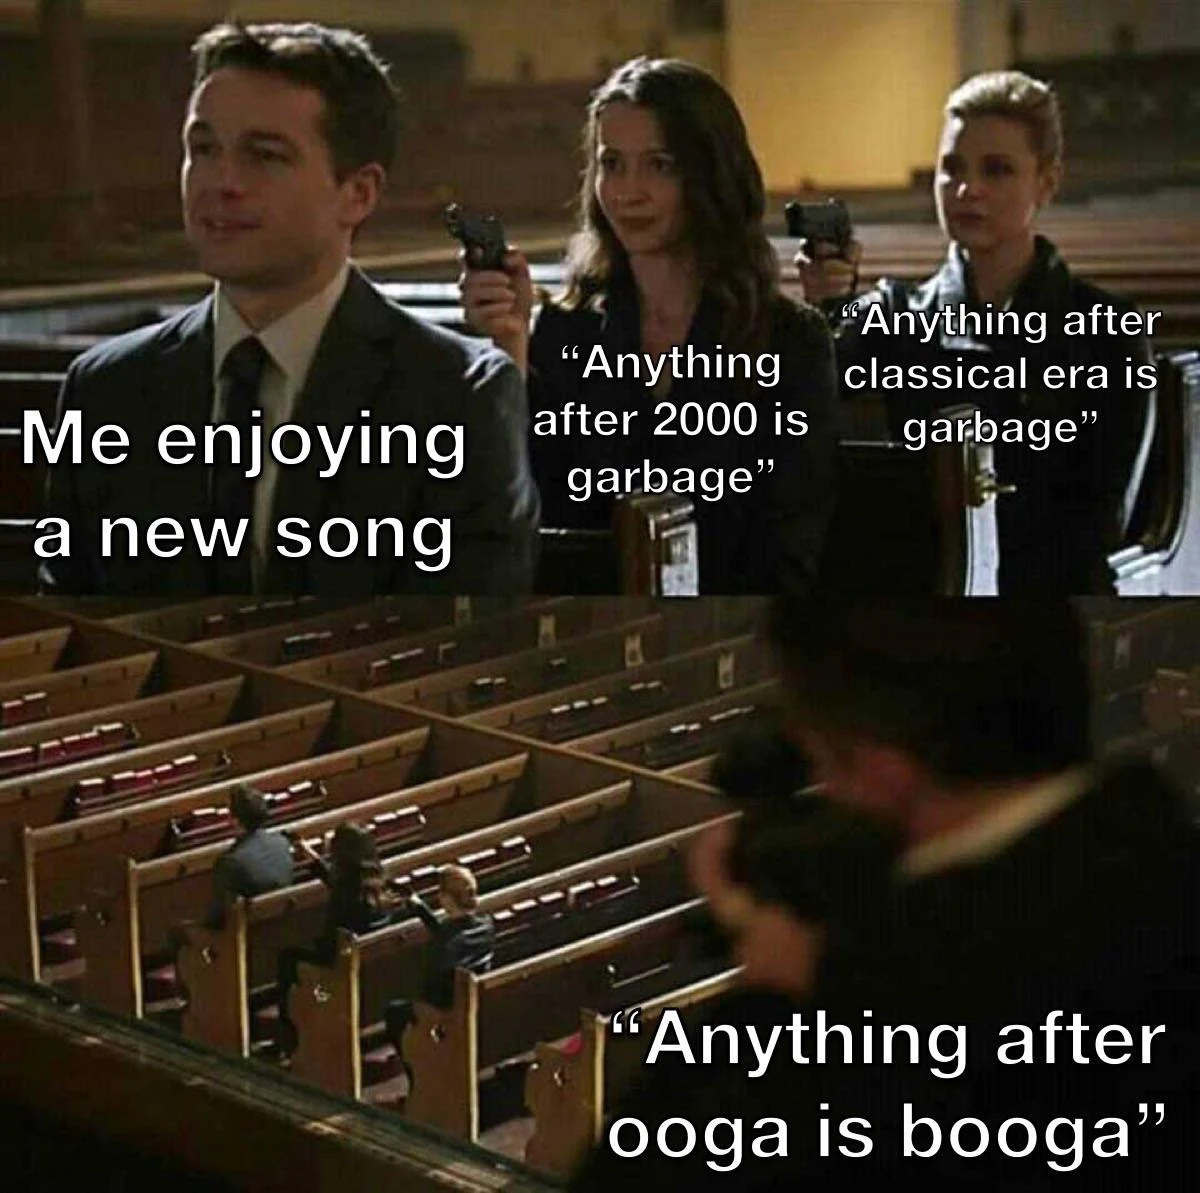 Me enjoying
a new song
“Anything
after 2000 is
garbage”
“Anything after
classical era is
garbage”
“Anything after
ooga is booga”